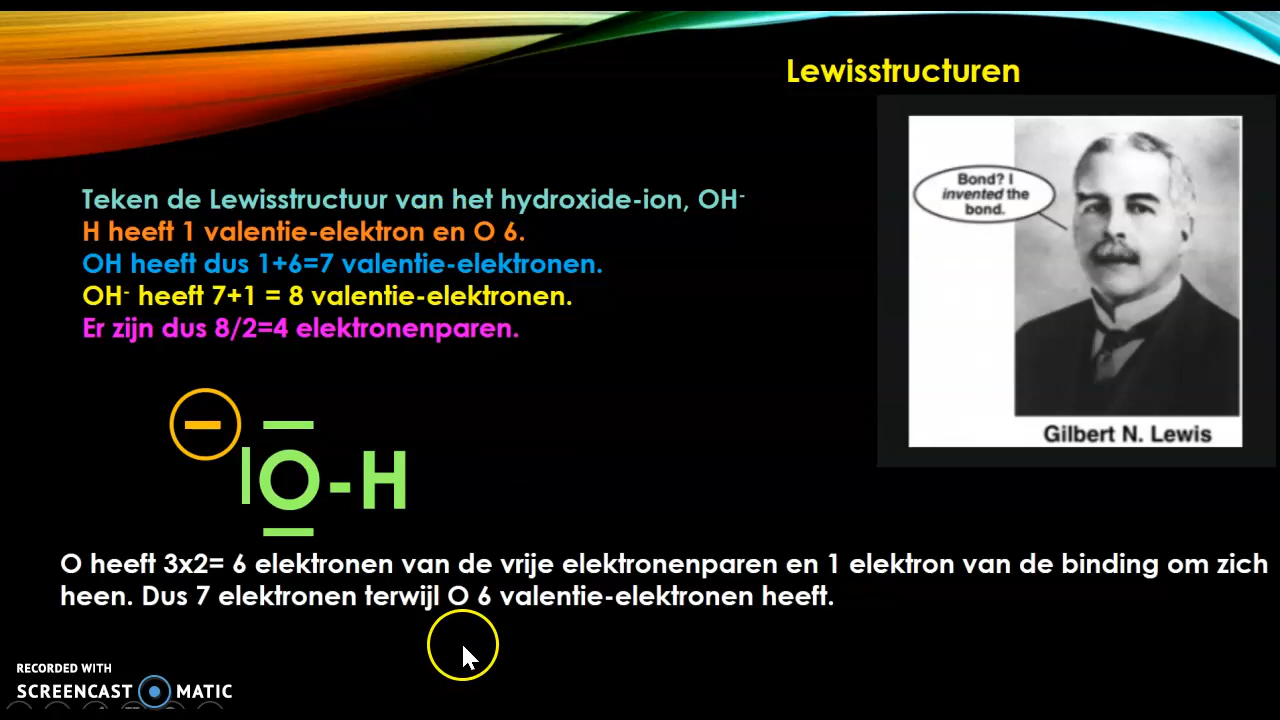 Lewisstructuren
Bond? I
invented the
bond.
Gilbert N. Lewis
Teken de Lewisstructuur van het hydroxide-ion, OH⁻
H heeft 1 valentie-elektron en O 6.
OH heeft dus 1+6=7 valentie-elektronen.
OH⁻ heeft 7+1 = 8 valentie-elektronen.
Er zijn dus 8/2=4 elektronenparen.
−
|O-H
O heeft 3x2= 6 elektronen van de vrije elektronenparen en 1 elektron van de binding om zich
heen. Dus 7 elektronen terwijl O 6 valentie-elektronen heeft.
RECORDED WITH
SCREENCAST MATIC